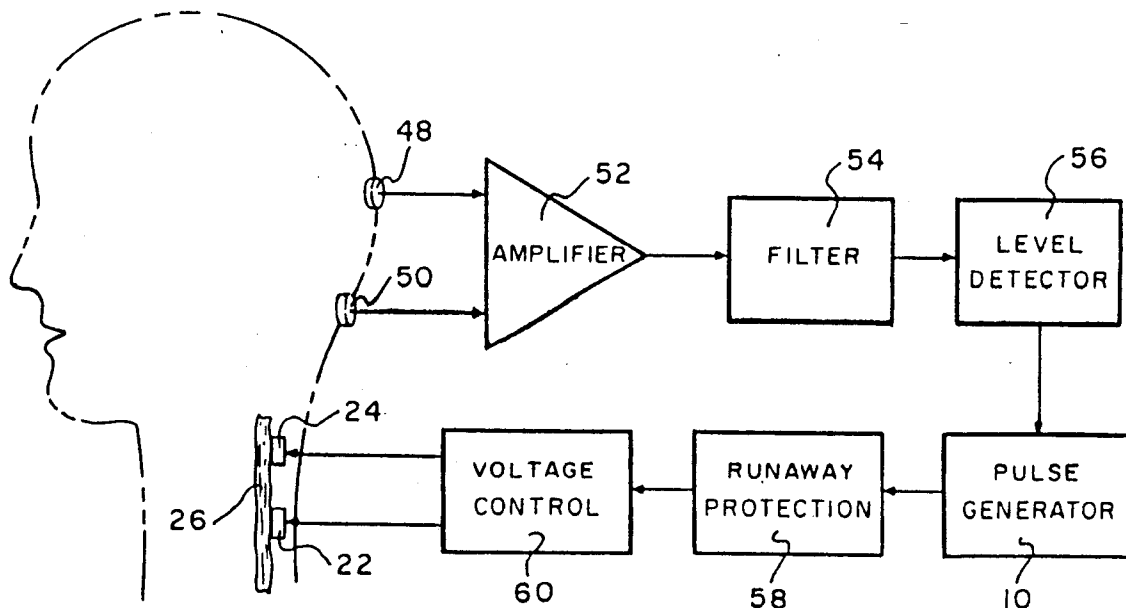 48
52
54
56
AMPLIFIER
FILTER
LEVEL
DETECTOR
50
24
26
22
VOLTAGE
CONTROL
60
RUNAWAY
PROTECTION
58
PULSE
GENERATOR
10